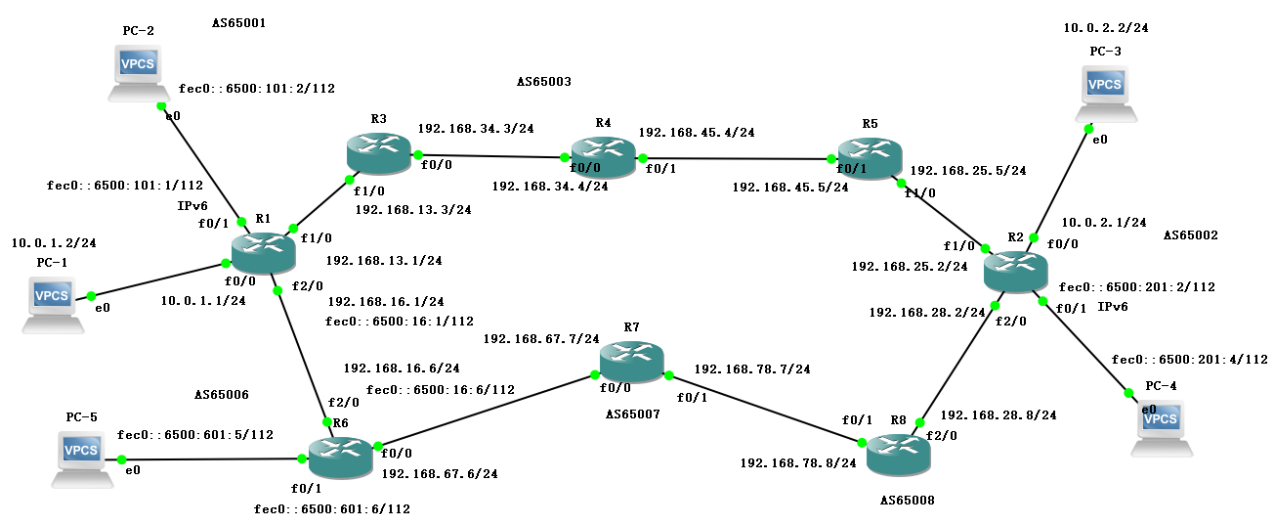 AS65001
PC-2
VPCS
fec0::6500:101:2/112
e0
AS65003
10.0.2.2/24
PC-3
VPCS
e0
R3
192.168.34.3/24
f0/0
f1/0
192.168.13.3/24
R4
192.168.45.4/24
f0/0
f0/1
192.168.34.4/24
R5
f0/1
192.168.45.5/24
192.168.25.5/24
f1/0
fec0::6500:101:1/112
IPv6
f0/1
R1
f1/0
192.168.13.1/24
10.0.1.2/24
PC-1
VPCS
e0
f0/0
10.0.1.1/24
f2/0
192.168.16.1/24
fec0::6500:16:1/112
10.0.2.1/24
AS65002
R2
f0/0
f1/0
192.168.25.2/24
fec0::6500:201:2/112
f0/1
IPv6
192.168.28.2/24
f2/0
R7
192.168.67.7/24
f0/0
192.168.78.7/24
f0/1
AS65007
192.168.16.6/24
fec0::6500:16:6/112
AS65006
f2/0
R6
fec0::6500:201:4/112
PC-4
e0
VPCS
PC-5
VPCS
fec0::6500:601:5/112
e0
f0/0
192.168.67.6/24
f0/1
fec0::6500:601:6/112
f0/1
R8
192.168.28.8/24
f2/0
192.168.78.8/24
AS65008